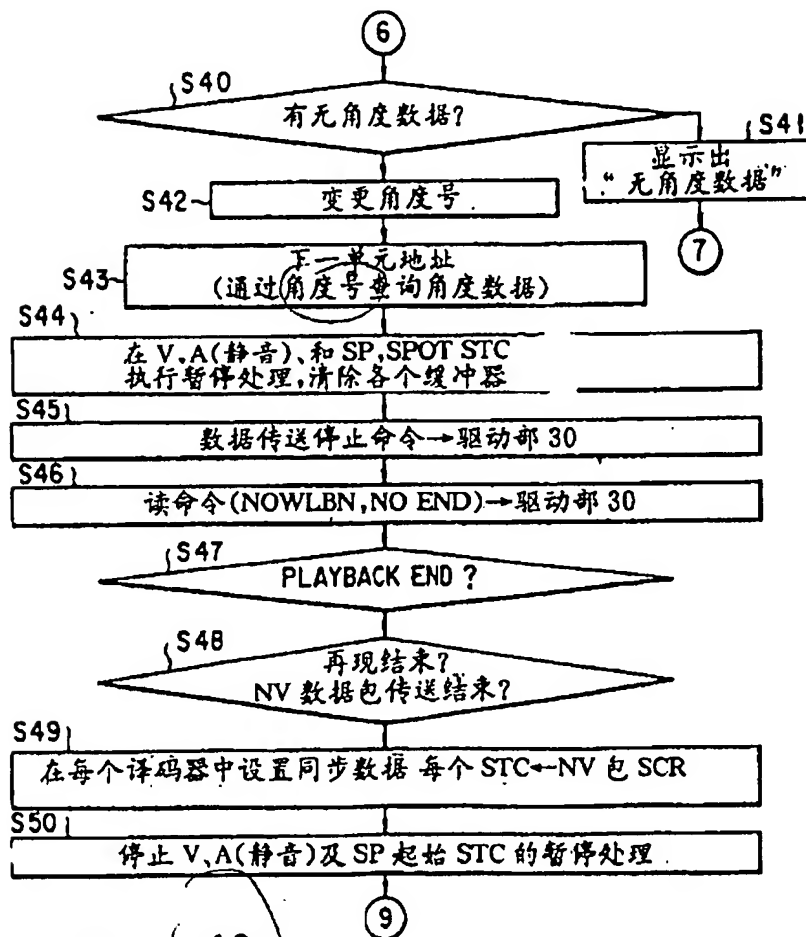 6
S40
有无角度数据?
S41
显示出
“无角度数据”
7
S42
变更角度号
S43
下一单元地址
(通过角度号查询角度数据)
S44
在 V,A(静音)、和 SP,SPOT STC
执行暂停处理,清除各个缓冲器
S45
数据传送停止命令→驱动部 30
S46
读命令(NOWLBN,NO END)→驱动部 30
S47
PLAYBACK END ?
S48
再现结束?
NV 数据包传送结束?
S49
在每个译码器中设置同步数据 每个 STC←NV 包 SCR
S50
停止 V、A(静音)及 SP 起始 STC 的暂停处理
9